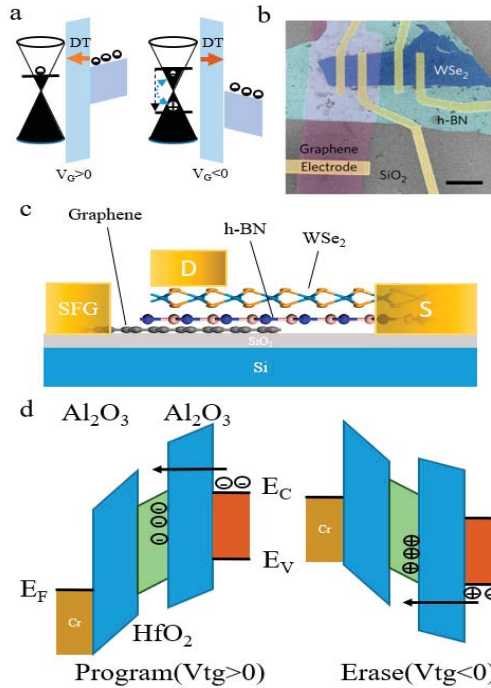 a
DT
DT
V_G>0
V_G<0
b
WSe₂
h-BN
Graphene
Electrode
SiO₂
c
Graphene
h-BN
WSe₂
D
SFG
S
SiO₂
Si
d
Al₂O₃
Al₂O₃
E_C
Cr
E_V
E_F
Cr
HfO₂
Program(Vtg>0)
Erase(Vtg<0)